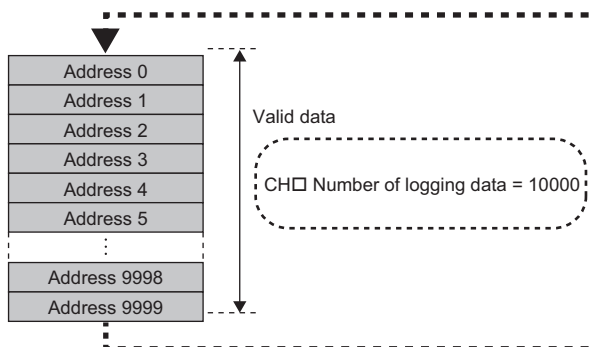 Address 0
Address 1
Address 2
Address 3
Address 4
Address 5
⋮
Address 9998
Address 9999
Valid data
CH□ Number of logging data = 10000